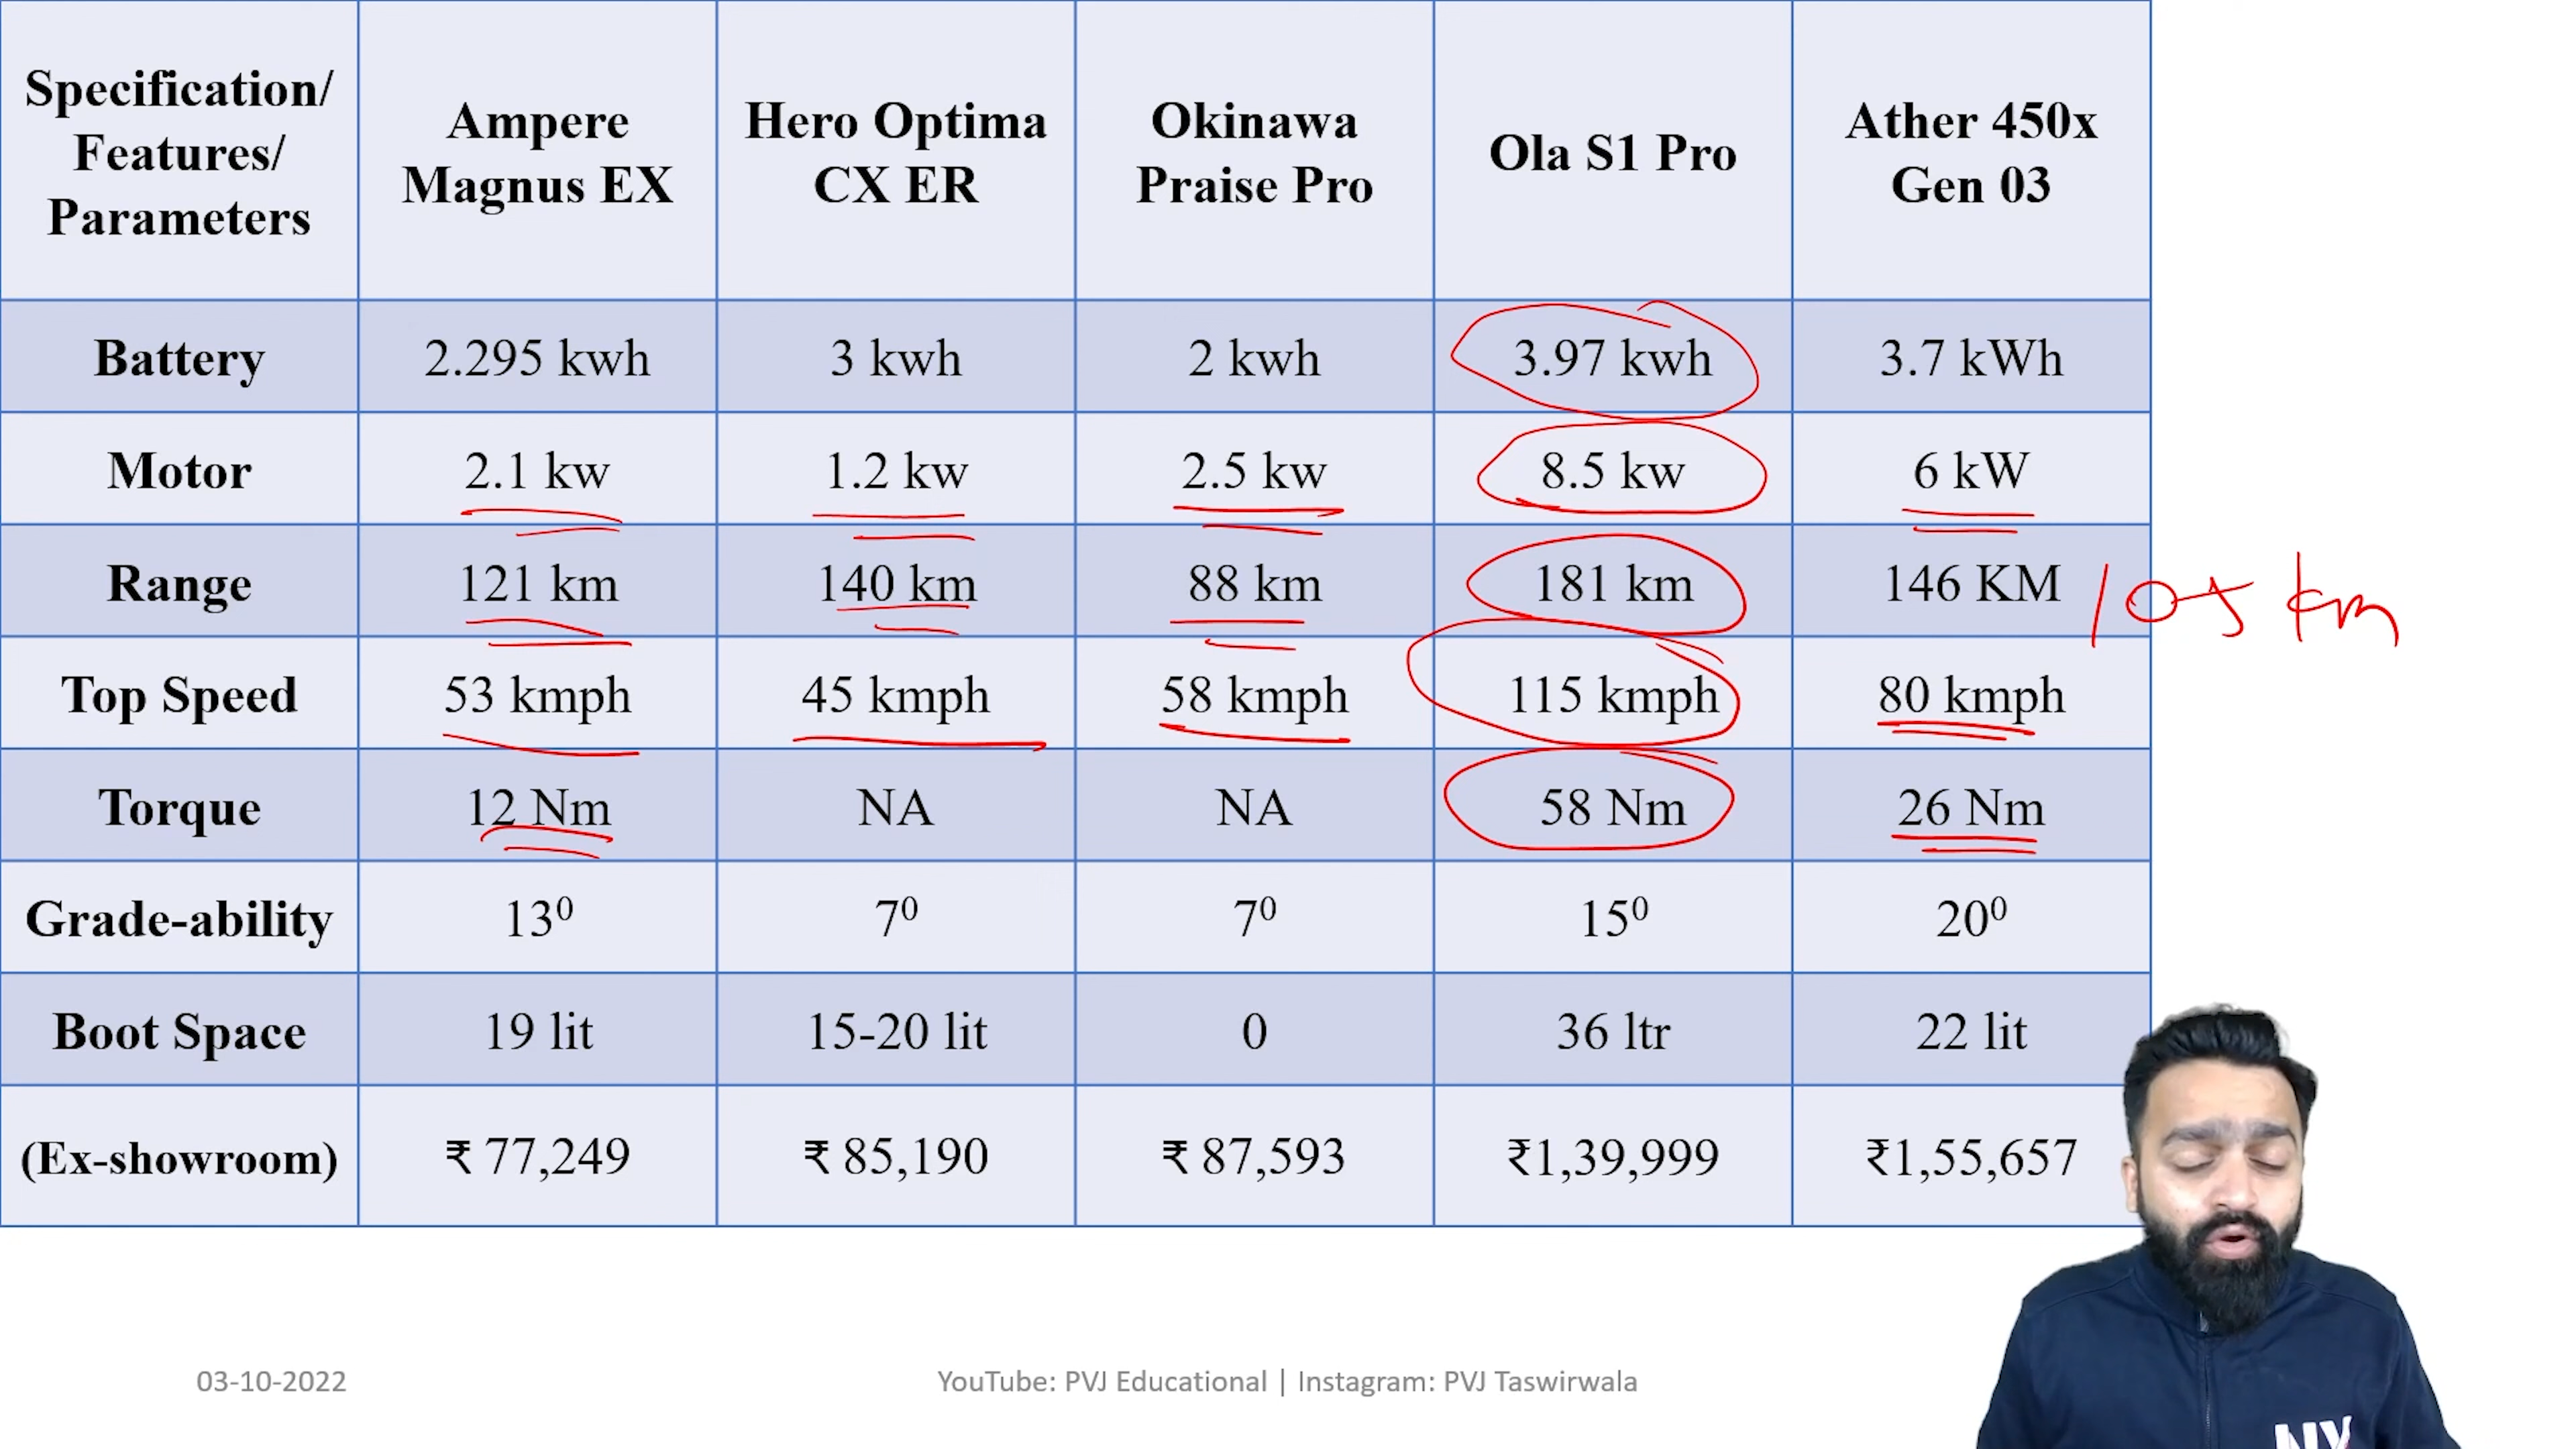 Specification/ Features/ Parameters	Ampere Magnus EX	Hero Optima CX ER	Okinawa Praise Pro	Ola S1 Pro	Ather 450x Gen 03
Battery	2.295 kwh	3 kwh	2 kwh	3.97 kwh	3.7 kWh
Motor	2.1 kw	1.2 kw	2.5 kw	8.5 kw	6 kW
Range	121 km	140 km	88 km	181 km	146 KM	105 km
Top Speed	53 kmph	45 kmph	58 kmph	115 kmph	80 kmph
Torque	12 Nm	NA	NA	58 Nm	26 Nm
Grade-ability	13⁰	7⁰	7⁰	15⁰	20⁰
Boot Space	19 lit	15-20 lit	0	36 ltr	22 lit
(Ex-showroom)	₹ 77,249	₹ 85,190	₹ 87,593	₹1,39,999	₹1,55,657
03-10-2022	YouTube: PVJ Educational | Instagram: PVJ Taswirwala